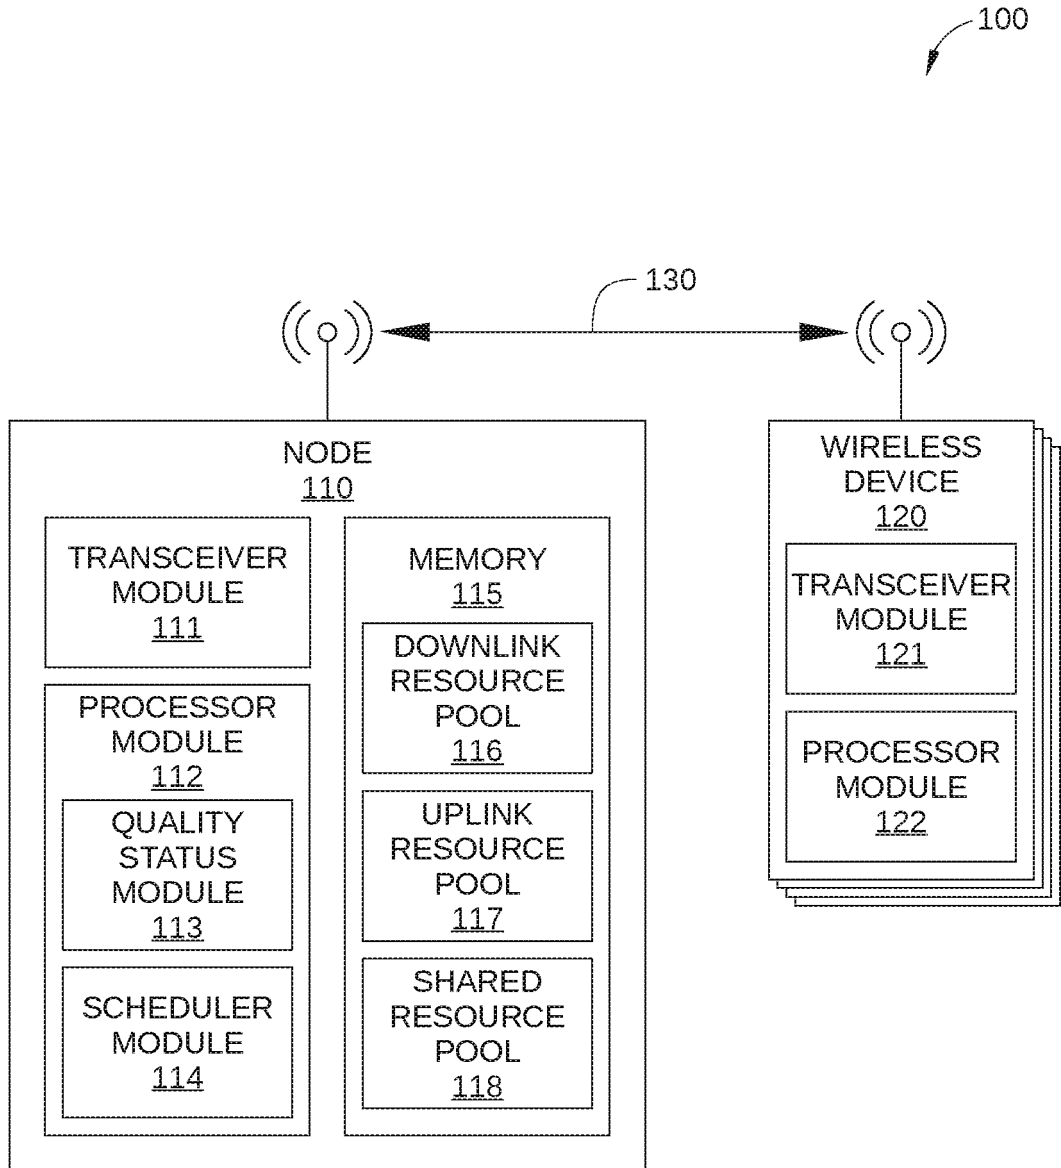 100
130
NODE
110
TRANSCEIVER
MODULE
111
PROCESSOR
MODULE
112
QUALITY
STATUS
MODULE
113
SCHEDULER
MODULE
114
MEMORY
115
DOWNLINK
RESOURCE
POOL
116
UPLINK
RESOURCE
POOL
117
SHARED
RESOURCE
POOL
118
WIRELESS
DEVICE
120
TRANSCEIVER
MODULE
121
PROCESSOR
MODULE
122